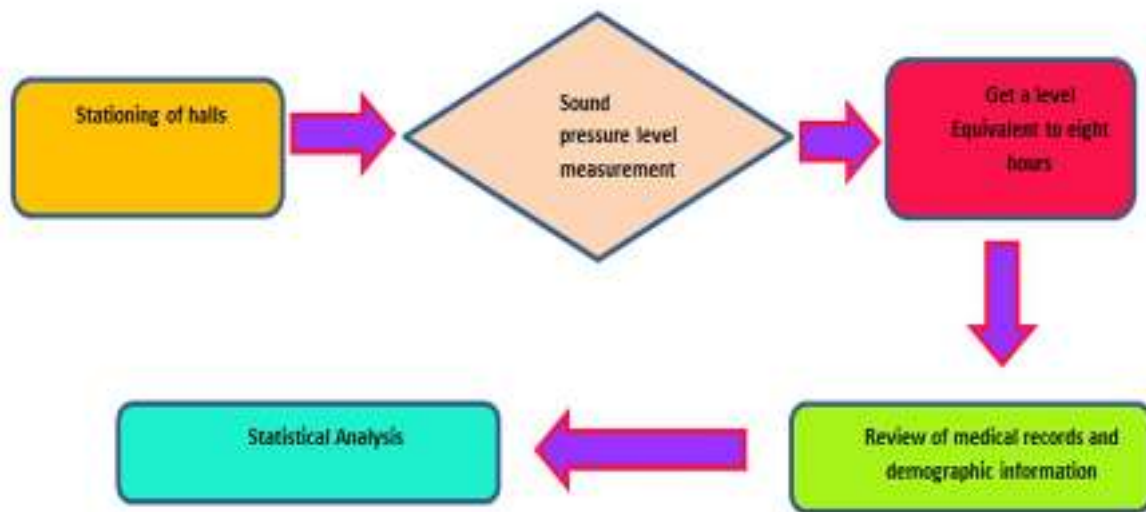 Stationing of halls
Sound
pressure level
measurement
Get a level
Equivalent to eight
hours
Review of medical records and
demographic information
Statistical Analysis